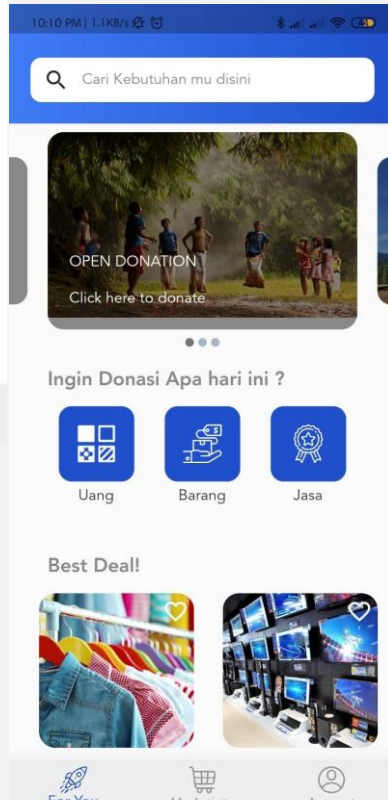 10:10 PM | 1.1KB/s
Cari Kebutuhan mu disini
OPEN DONATION
Click here to donate
Ingin Donasi Apa hari ini ?
Uang
Barang
Jasa
Best Deal!
For You